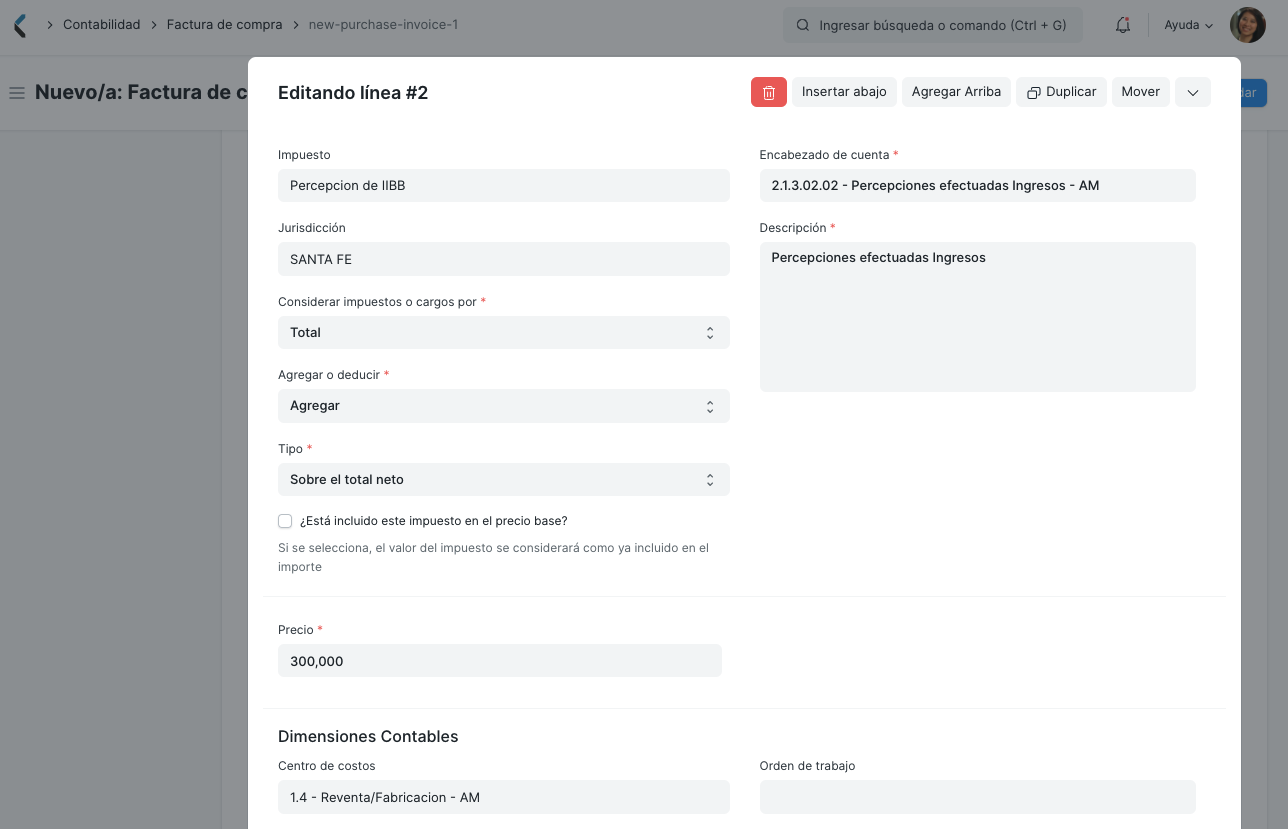 Contabilidad > Factura de compra > new-purchase-invoice-1
Ingresar búsqueda o comando (Ctrl + G)
Ayuda
Nuevo/a: Factura de c
dar
Editando línea #2
Insertar abajo
Agregar Arriba
Duplicar
Mover
Impuesto
Percepcion de IIBB
Jurisdicción
SANTA FE
Considerar impuestos o cargos por *
Total
Agregar o deducir *
Agregar
Tipo *
Sobre el total neto
¿Está incluido este impuesto en el precio base?
Si se selecciona, el valor del impuesto se considerará como ya incluido en el
importe
Encabezado de cuenta *
2.1.3.02.02 - Percepciones efectuadas Ingresos - AM
Descripción *
Percepciones efectuadas Ingresos
Precio *
300,000
Dimensiones Contables
Centro de costos
1.4 - Reventa/Fabricacion - AM
Orden de trabajo